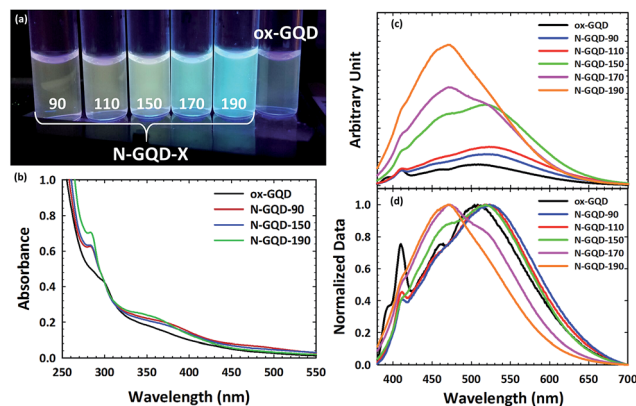 (a)
ox-GQD
90 110 150 170 190
N-GQD-X
(b)
1.0
0.8
0.6
0.4
0.2
0.0
Absorbance
ox-GQD
N-GQD-90
N-GQD-150
N-GQD-190
250 300 350 400 450 500 550
Wavelength (nm)
(c)
Arbitrary Unit
ox-GQD
N-GQD-90
N-GQD-110
N-GQD-150
N-GQD-170
N-GQD-190
(d)
1.0
0.8
0.6
0.4
0.2
0.0
Normalized Data
ox-GQD
N-GQD-90
N-GQD-110
N-GQD-150
N-GQD-170
N-GQD-190
400 450 500 550 600 650 700
Wavelength (nm)